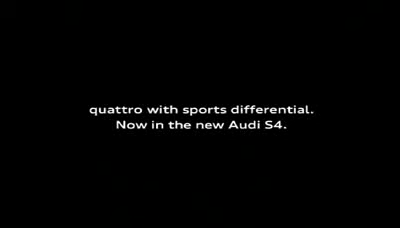 quattro with sports differential.
Now in the new Audi S4.